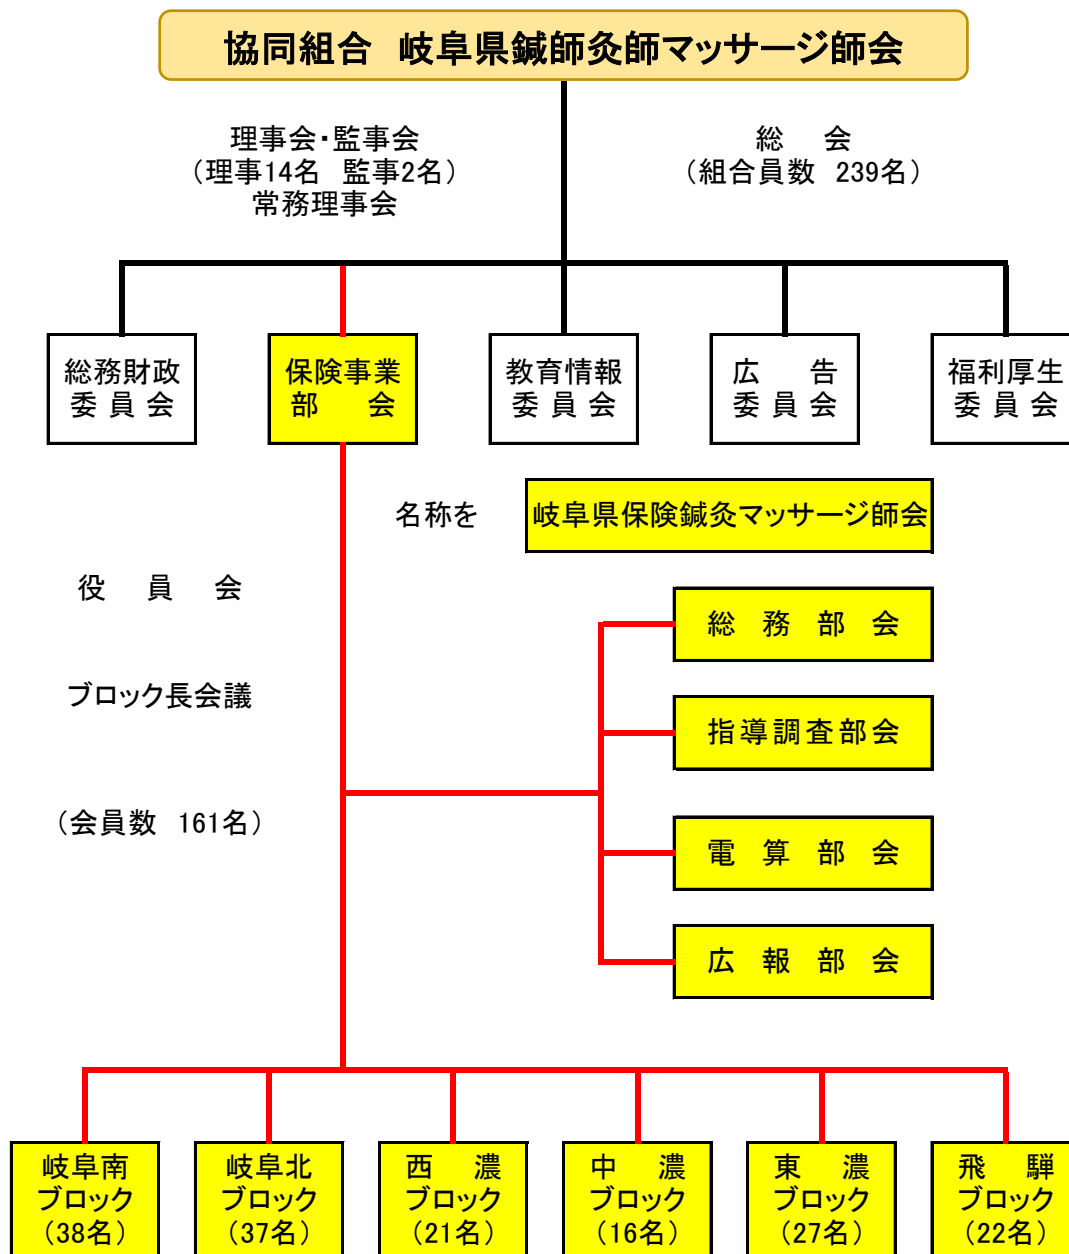 協同組合 岐阜県鍼師灸師マッサージ師会
理事会・監事会
（理事14名 監事2名）
常務理事会
総 会
（組合員数 239名）
総務財政
委員会
保険事業
部 会
教育情報
委員会
広 告
委員会
福利厚生
委員会
名称を
岐阜県保険鍼灸マッサージ師会
役 員 会
ブロック長会議
（会員数 161名）
総 務 部 会
指導調査部会
電 算 部 会
広 報 部 会
岐阜南
ブロック
（38名）
岐阜北
ブロック
（37名）
西 濃
ブロック
（21名）
中 濃
ブロック
（16名）
東 濃
ブロック
（27名）
飛 騨
ブロック
（22名）